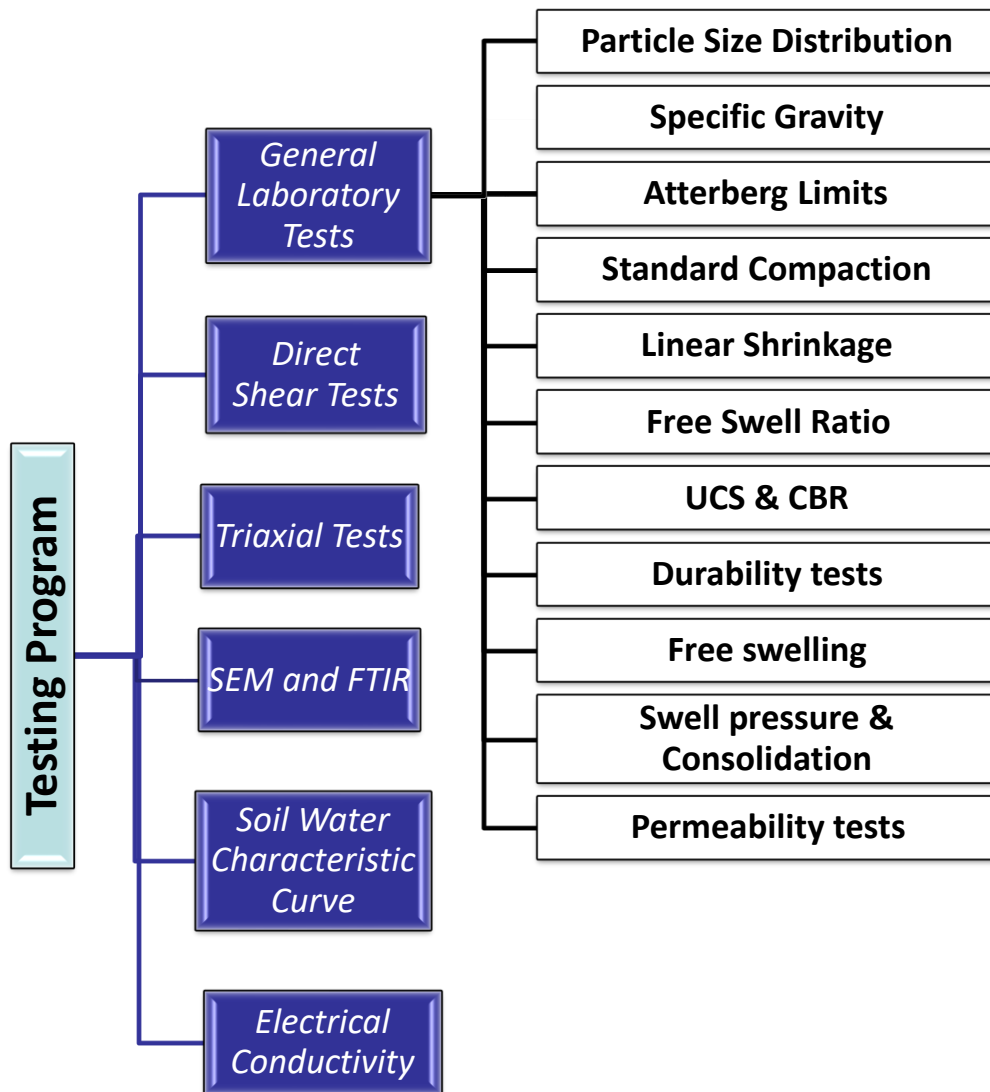 Testing Program
General
Laboratory
Tests
Direct
Shear Tests
Triaxial Tests
SEM and FTIR
Soil Water
Characteristic
Curve
Electrical
Conductivity
Particle Size Distribution
Specific Gravity
Atterberg Limits
Standard Compaction
Linear Shrinkage
Free Swell Ratio
UCS & CBR
Durability tests
Free swelling
Swell pressure &
Consolidation
Permeability tests